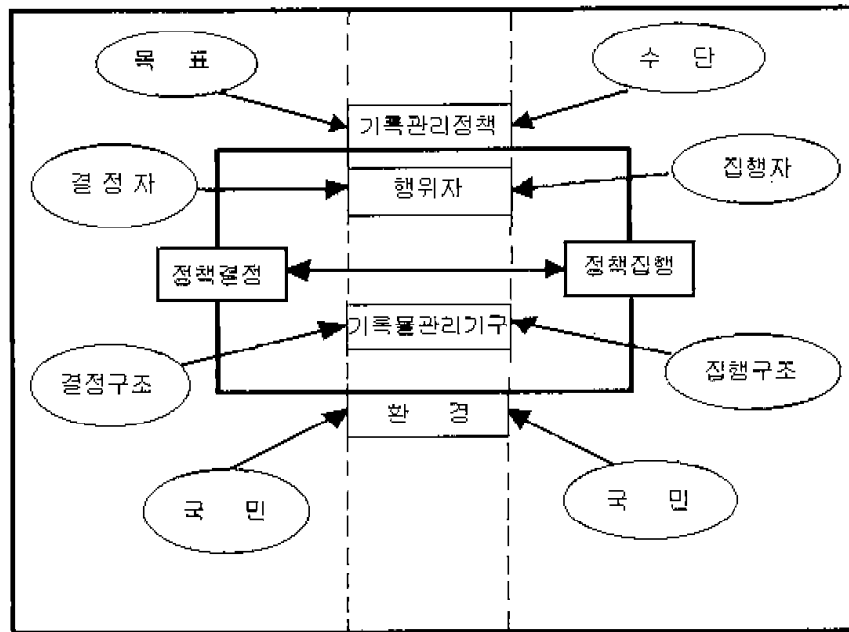 목 표
수 단
기록관리정책
결 정 자
행위자
집행자
정책결정
정책집행
기록물관리기구
결정구조
집행구조
환 경
국 민
국 민